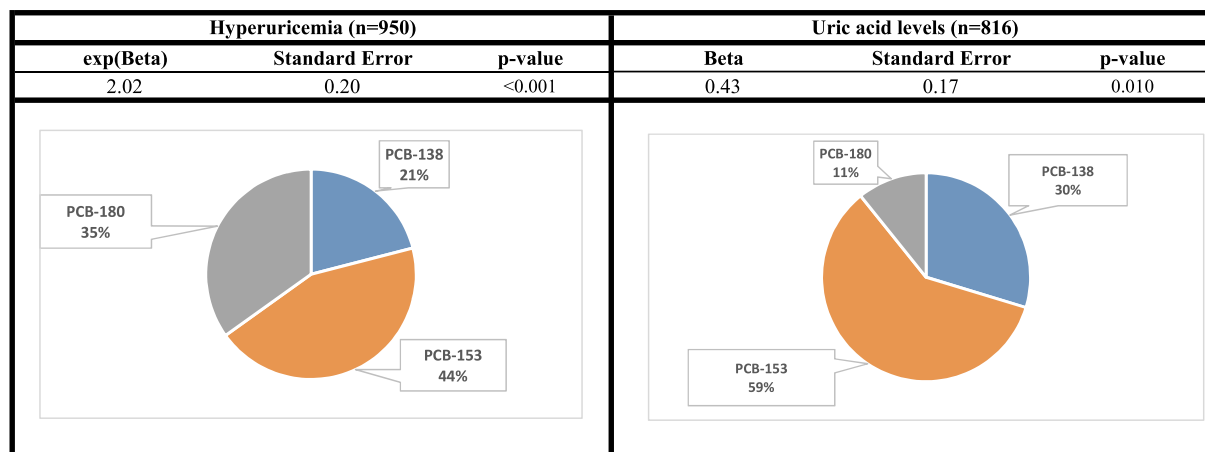 Hyperuricemia (n=950)
exp(Beta) Standard Error p-value
2.02 0.20 <0.001
PCB-138
21%
PCB-180
35%
PCB-153
44%
Uric acid levels (n=816)
Beta Standard Error p-value
0.43 0.17 0.010
PCB-180
11%
PCB-138
30%
PCB-153
59%